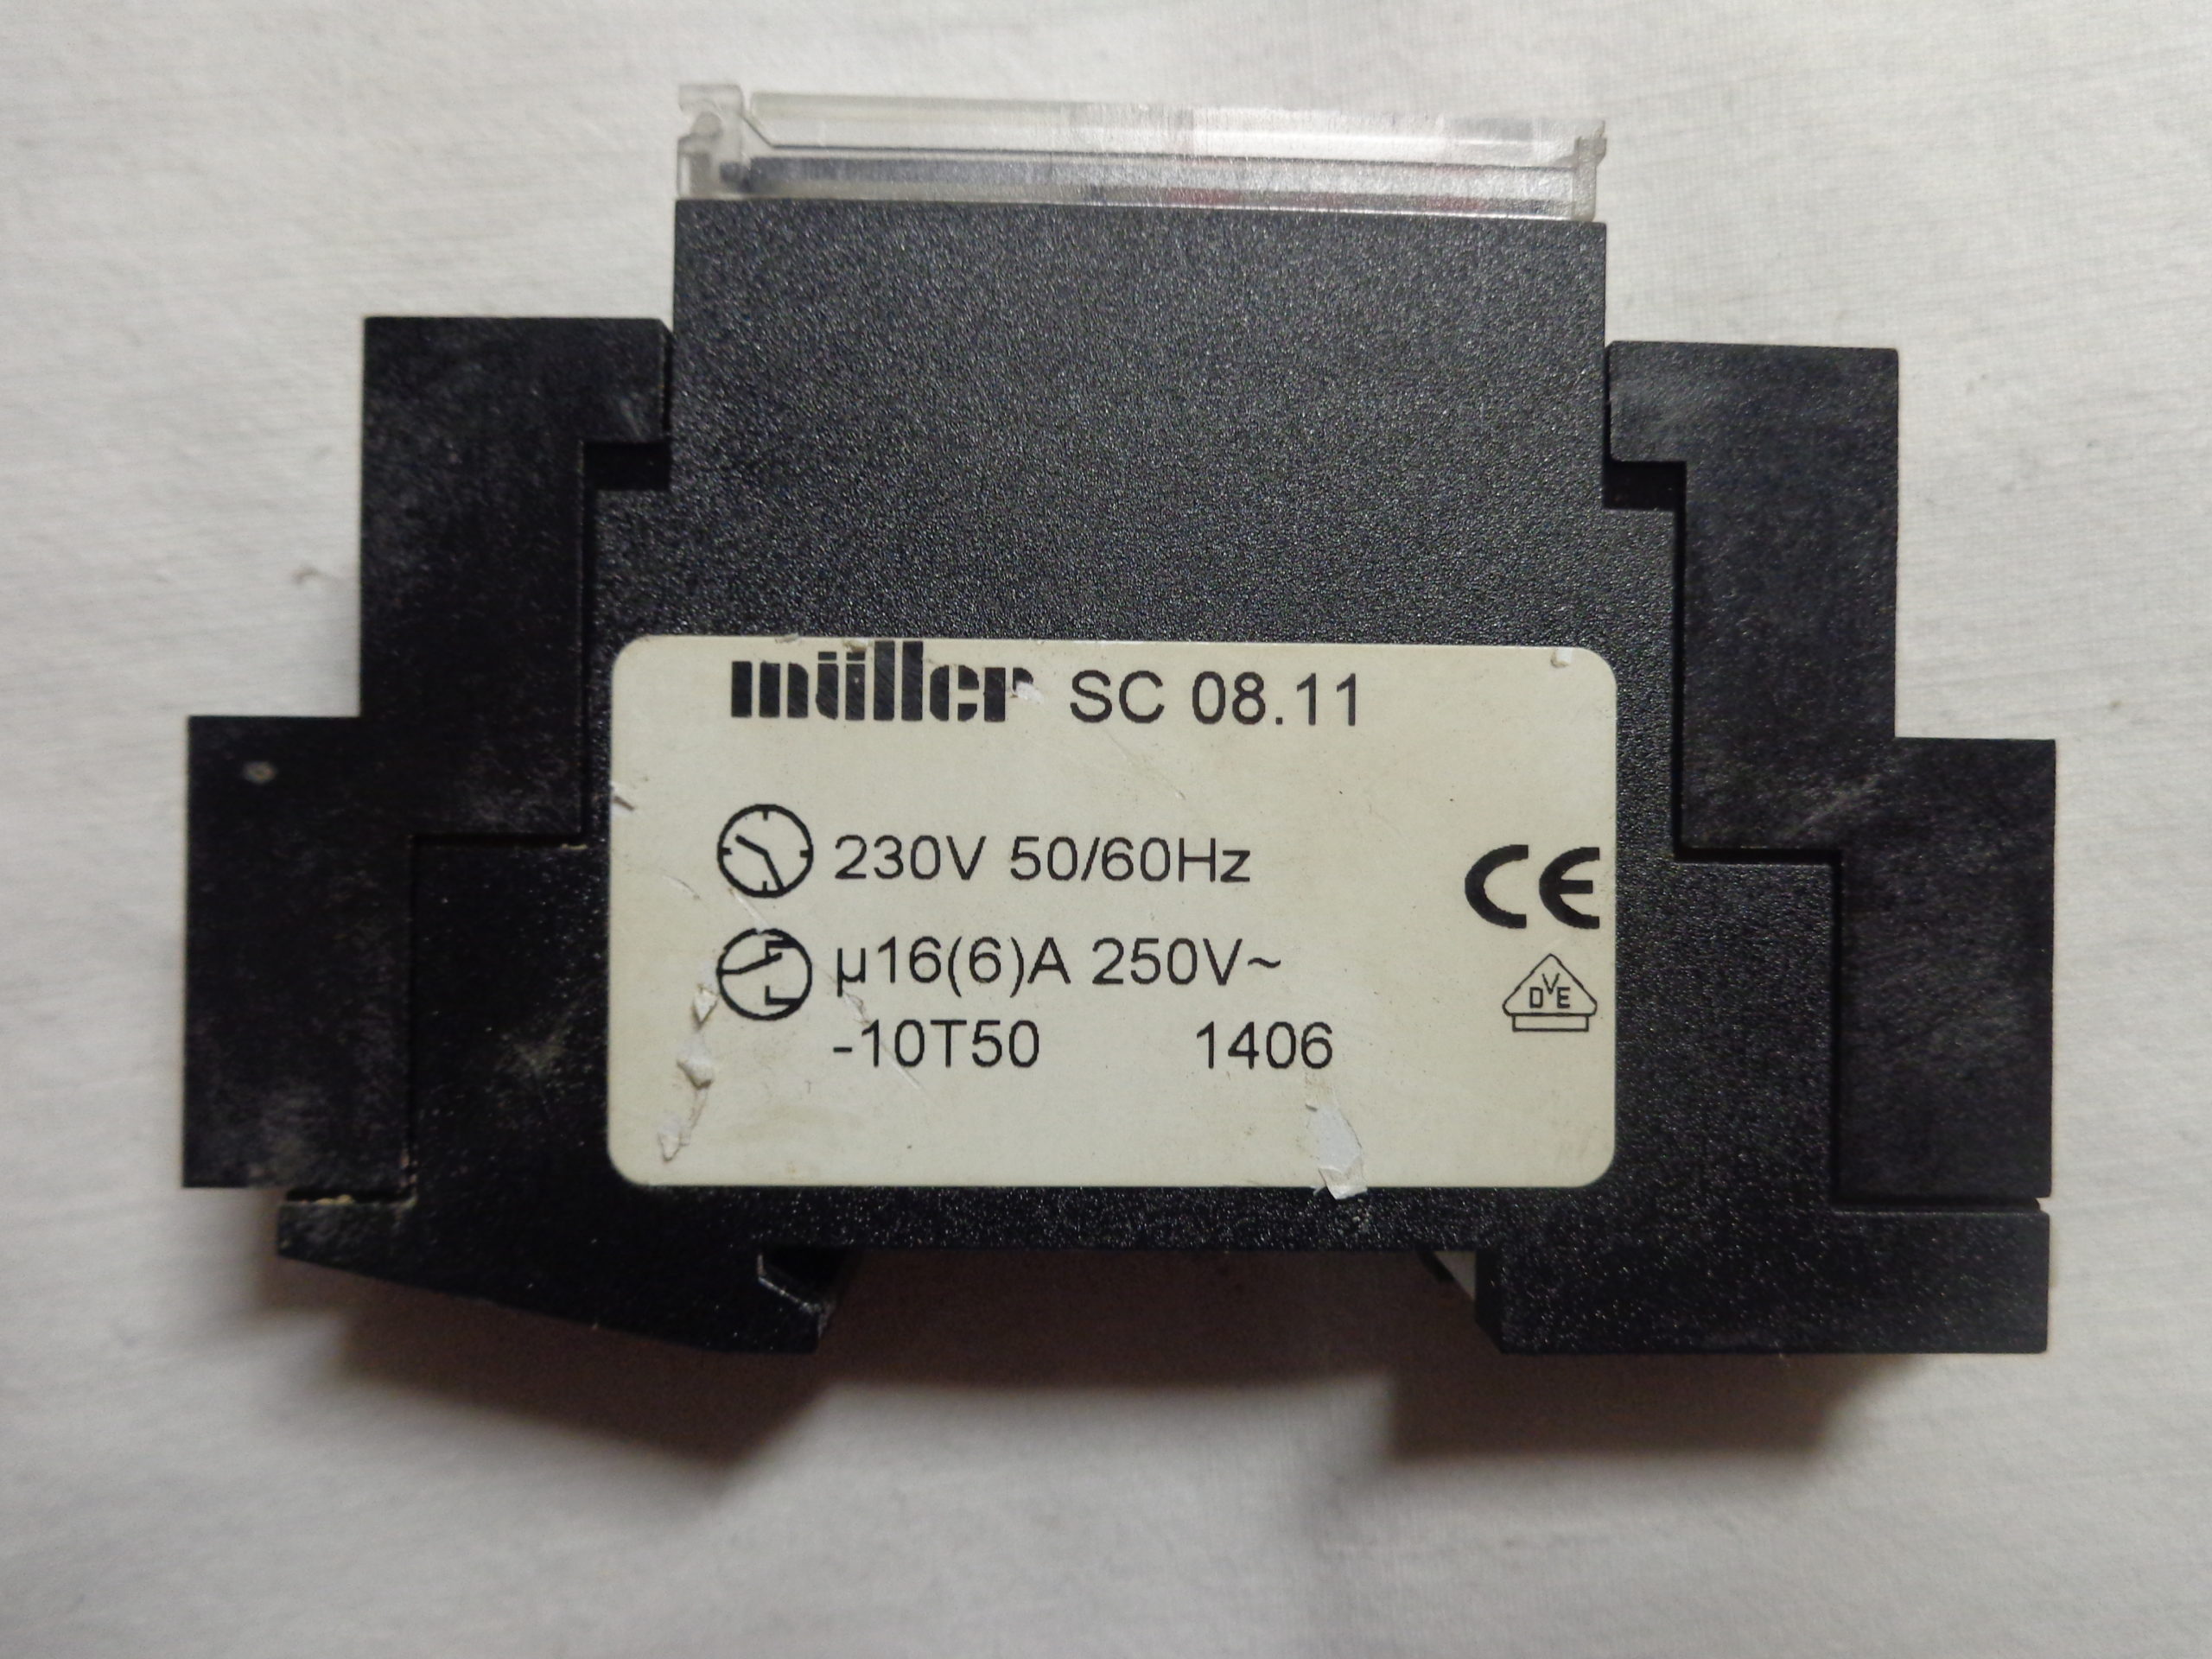 müller SC 08.11
230V 50/60Hz
CE
µ16(6)A 250V~
DVE
-10T50 1406